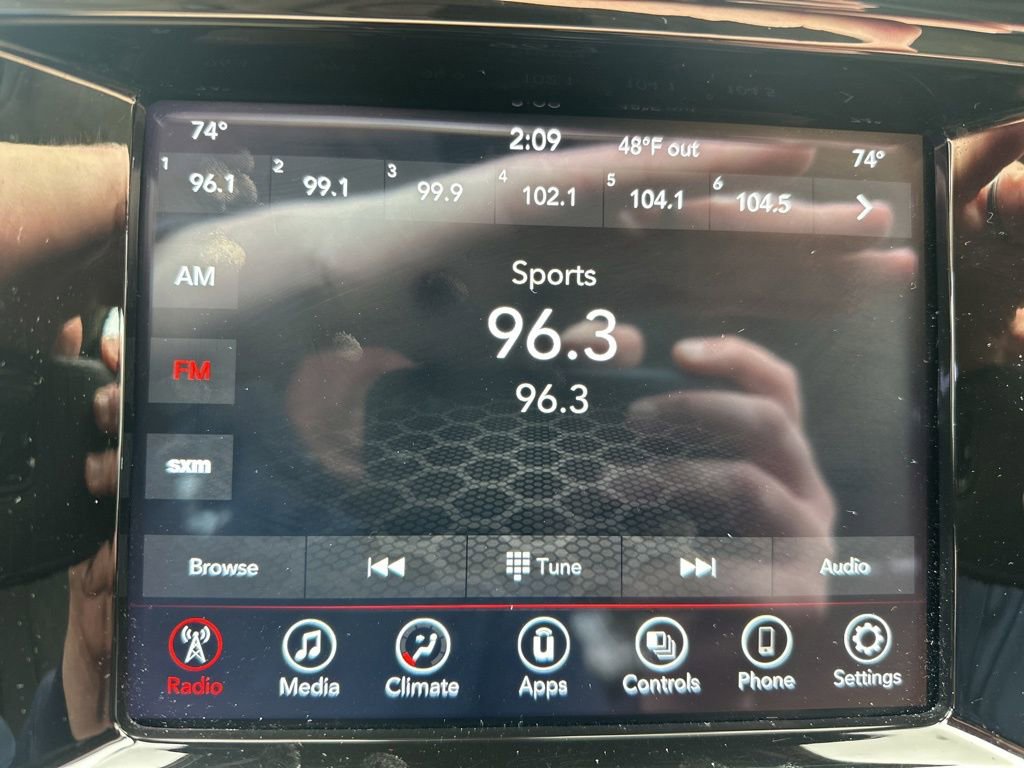 74° 2:09 48°F out 74°
1 96.1 2 99.1 3 99.9 4 102.1 5 104.1 6 104.5
AM
Sports
96.3
FM
96.3
sxm
Browse Tune Audio
Radio Media Climate Apps Controls Phone Settings